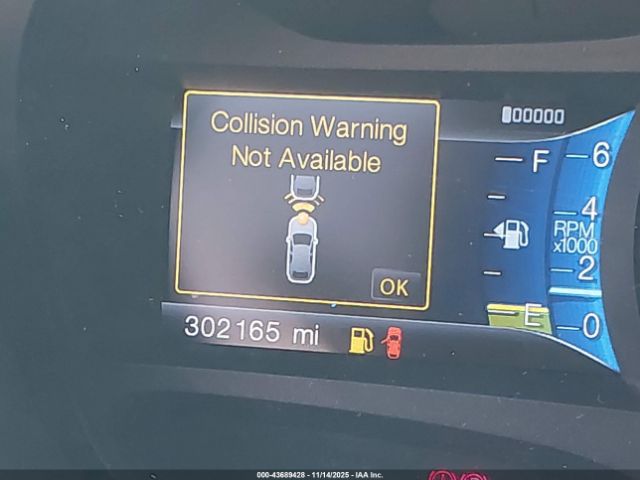 Collision Warning
Not Available
OK
302165 mi
00000
F
E
6
4
RPM
x1000
2
0
000-43689428 - 11/14/2025 - IAA Inc.